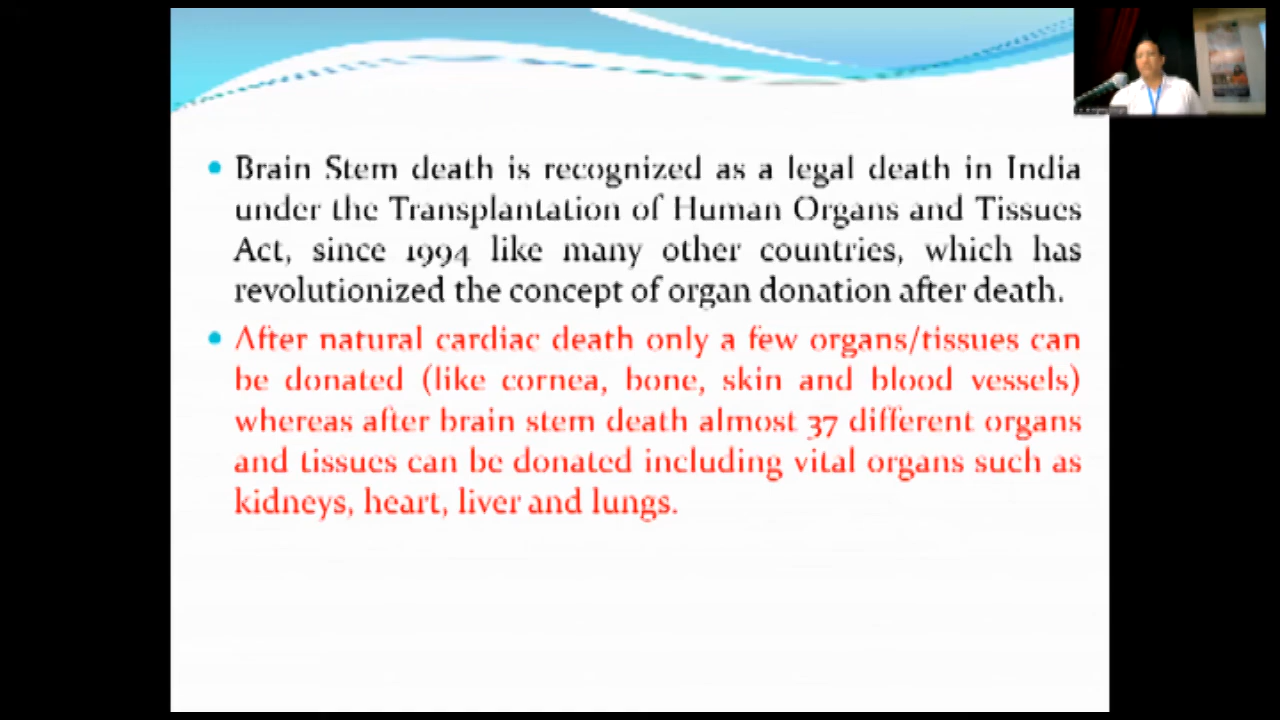 Brain Stem death is recognized as a legal death in India
under the Transplantation of Human Organs and Tissues
Act, since 1994 like many other countries, which has
revolutionized the concept of organ donation after death.
After natural cardiac death only a few organs/tissues can
be donated (like cornea, bone, skin and blood vessels)
whereas after brain stem death almost 37 different organs
and tissues can be donated including vital organs such as
kidneys, heart, liver and lungs.